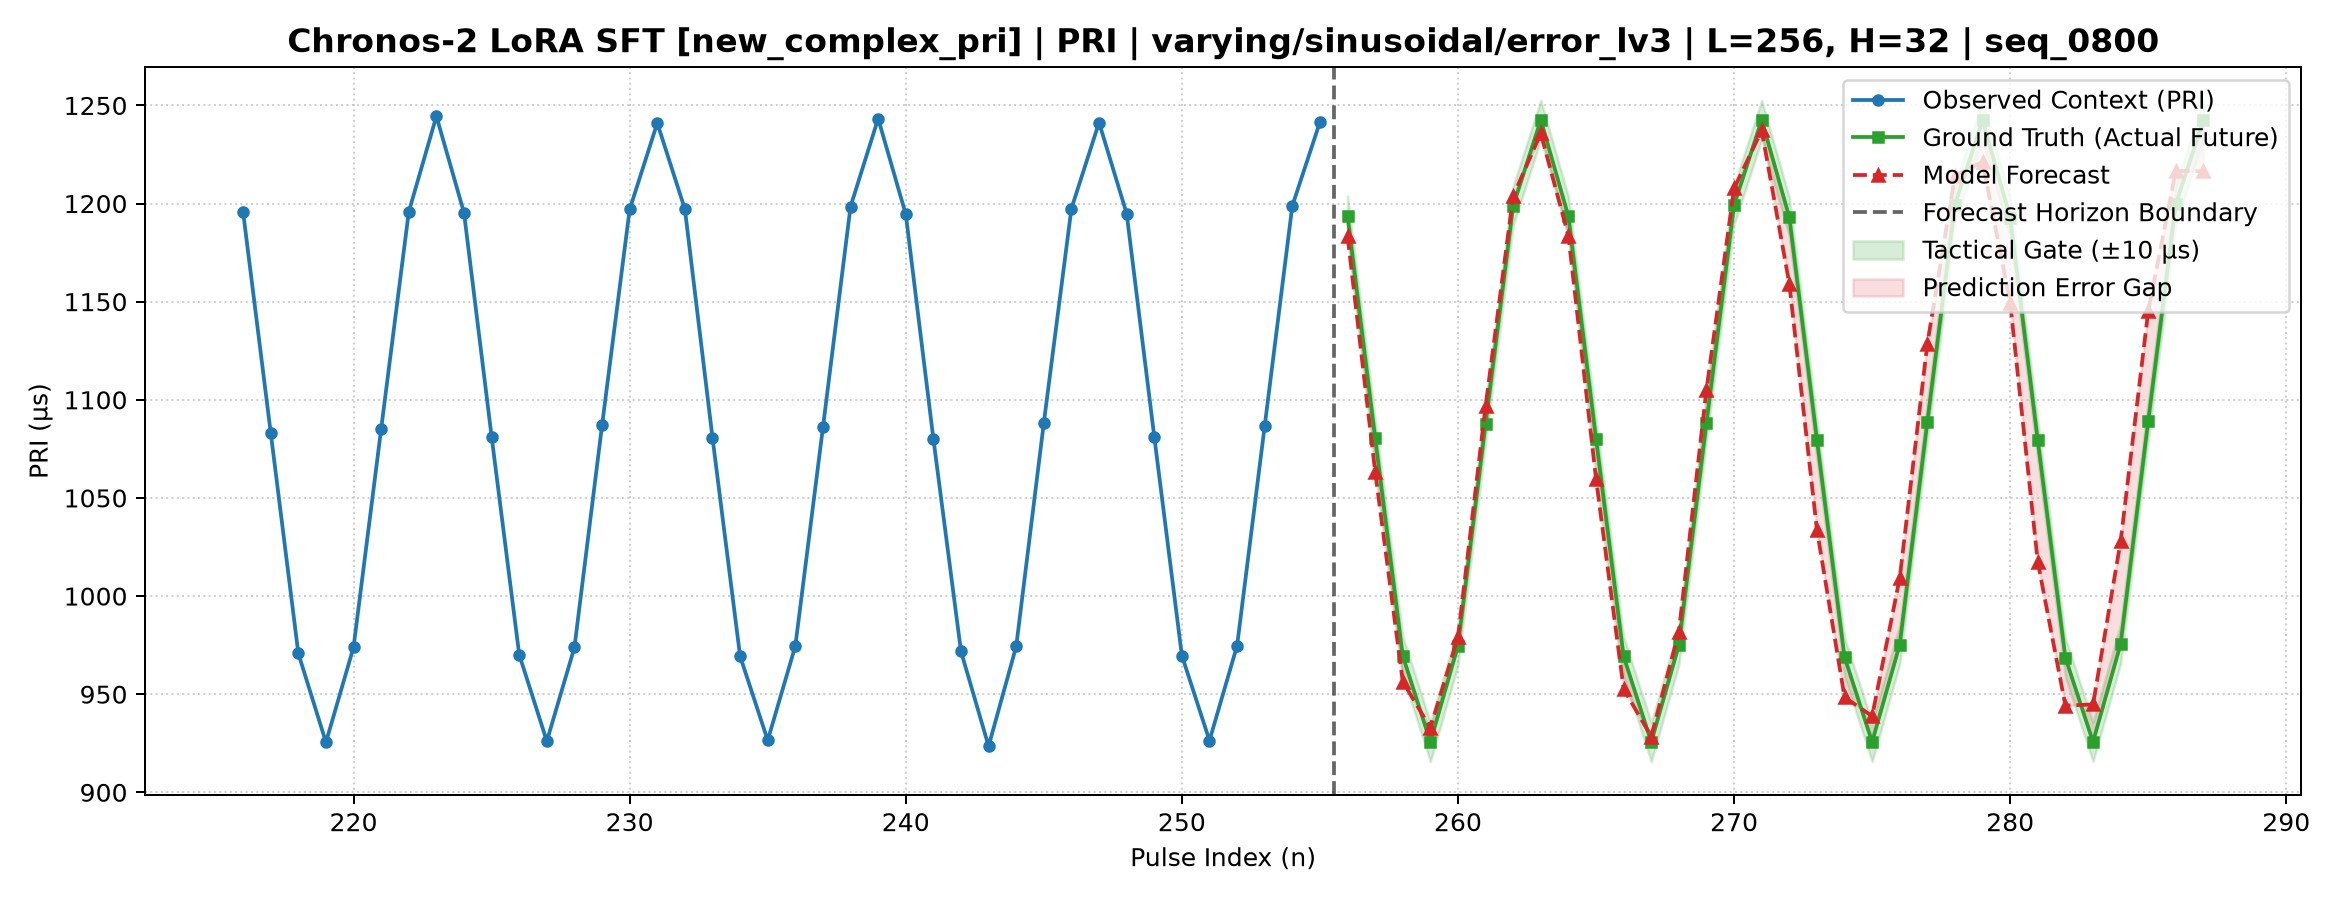 Chronos-2 LoRA SFT [new_complex_pri] | PRI | varying/sinusoidal/error_lv3 | L=256, H=32 | seq_0800
Observed Context (PRI)
Ground Truth (Actual Future)
Model Forecast
Forecast Horizon Boundary
Tactical Gate (±10 µs)
Prediction Error Gap
PRI (µs)
1250
1200
1150
1100
1050
1000
950
900
220 230 240 250 260 270 280 290
Pulse Index (n)